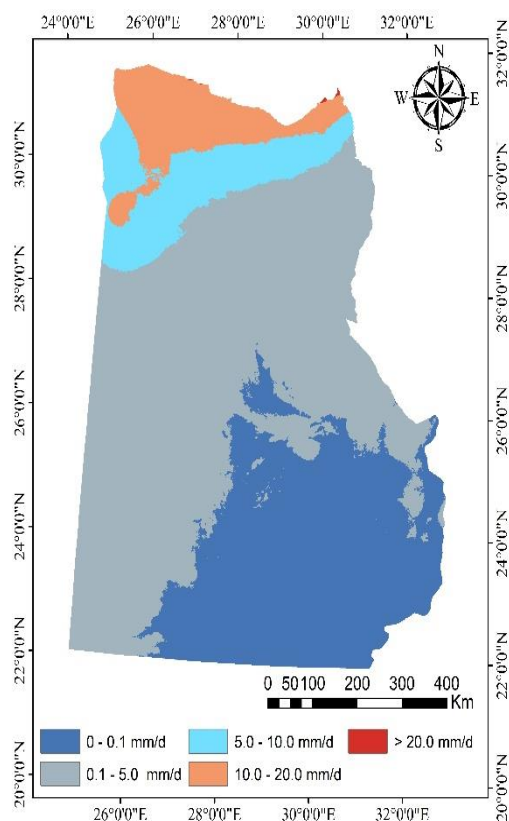 24°0'0"E 26°0'0"E 28°0'0"E 30°0'0"E 32°0'0"E
N
W E
S
32°0'0"N
30°0'0"N
28°0'0"N
26°0'0"N
24°0'0"N
22°0'0"N
20°0'0"N
30°0'0"N
28°0'0"N
26°0'0"N
24°0'0"N
22°0'0"N
20°0'0"N
0 50 100 200 300 400
Km
0 - 0.1 mm/d 5.0 - 10.0 mm/d > 20.0 mm/d
0.1 - 5.0 mm/d 10.0 - 20.0 mm/d
26°0'0"E 28°0'0"E 30°0'0"E 32°0'0"E